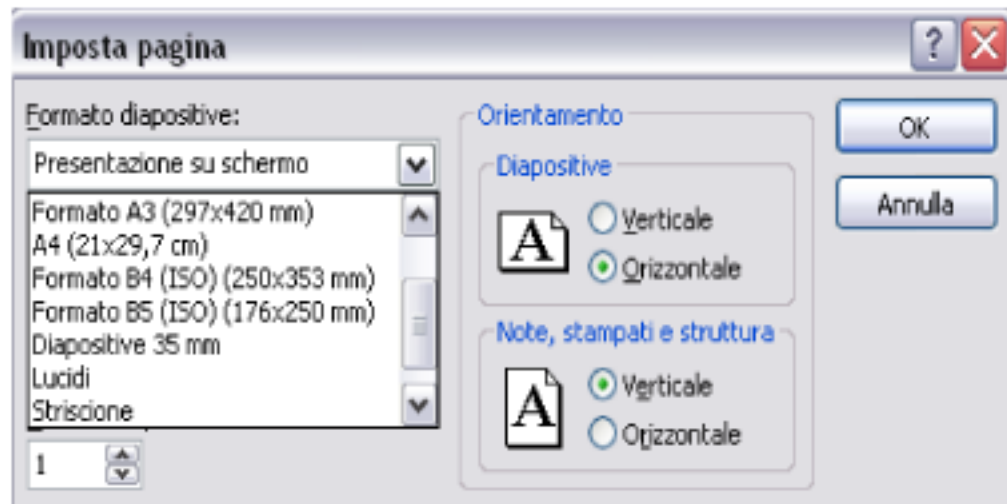 Imposta pagina
?
Formato diapositive:
Presentazione su schermo
Formato A3 (297x420 mm)
A4 (21x29,7 cm)
Formato B4 (ISO) (250x353 mm)
Formato B5 (ISO) (176x250 mm)
Diapositive 35 mm
Lucidi
Striscione
1
Orientamento
Diapositive
A
Verticale
Orizzontale
Note, stampati e struttura
A
Verticale
Orizzontale
OK
Annulla